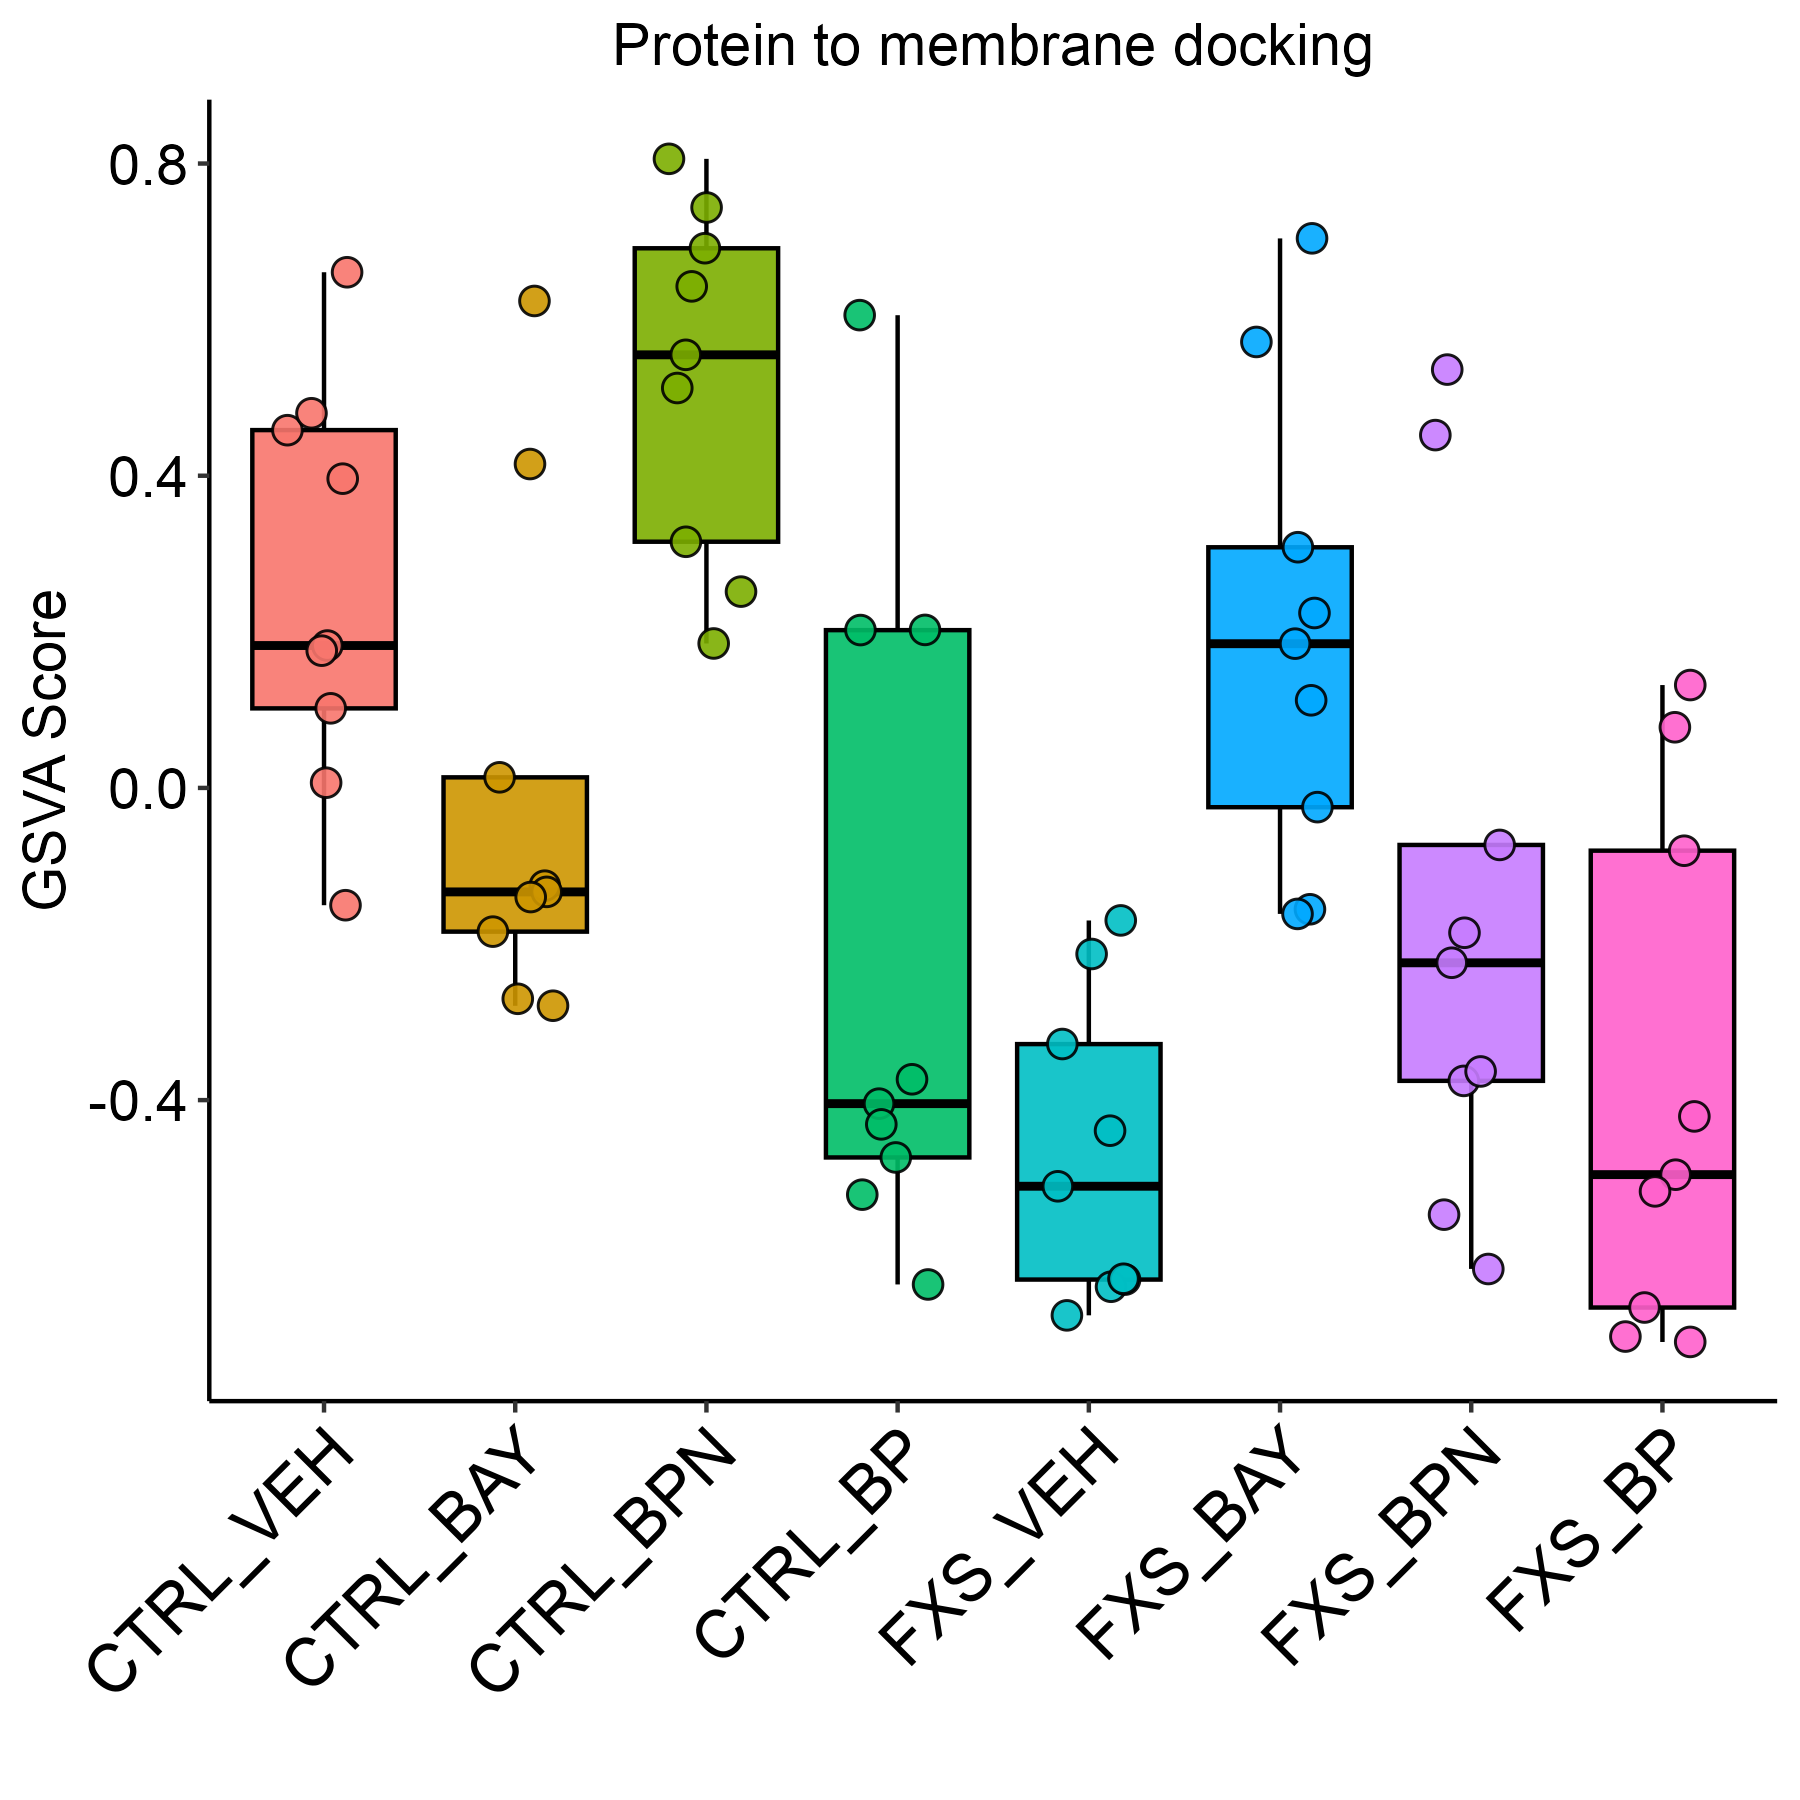 Protein to membrane docking
GSVA Score
0.8
0.4
0.0
-0.4
CTRL_VEH
CTRL_BAY
CTRL_BPN
CTRL_BP
FXS_VEH
FXS_BAY
FXS_BPN
FXS_BP